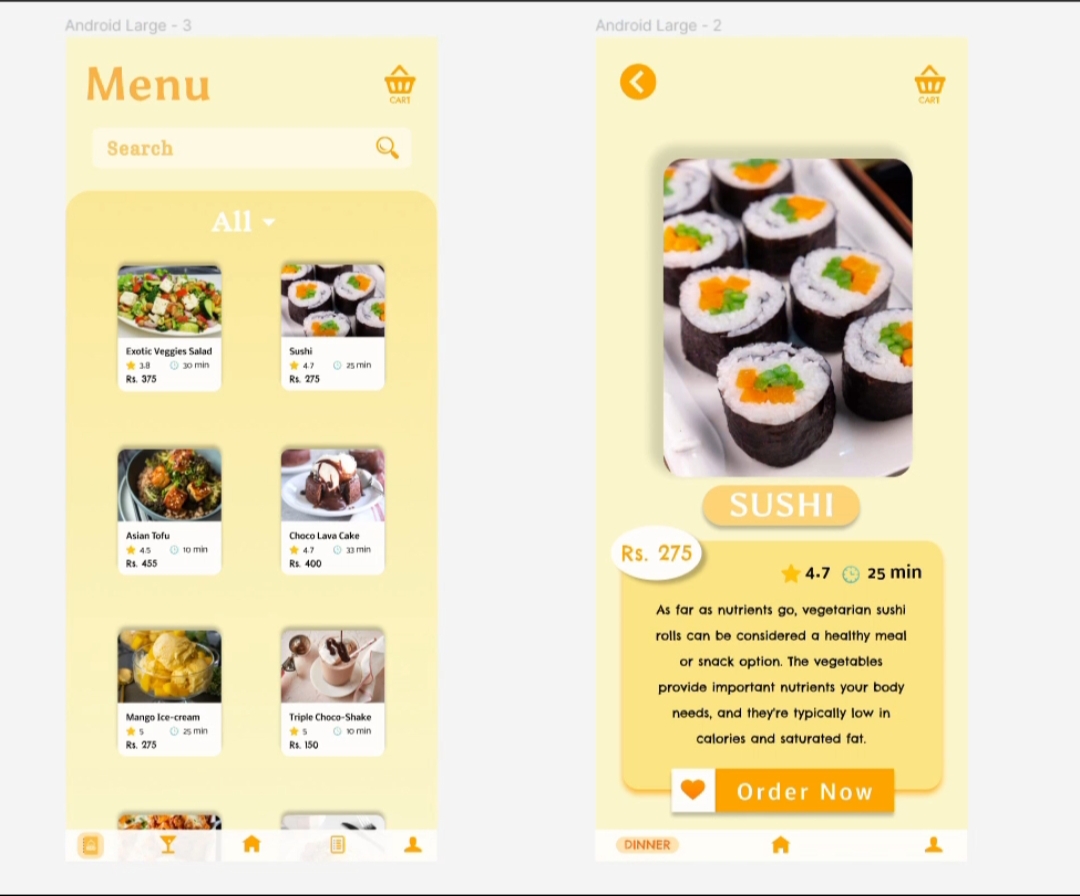 Android Large - 3
Menu
CART
Search
All
Exotic Veggies Salad
3.8 30 min
Rs. 375
Sushi
4.7 25 min
Rs. 275
Asian Tofu
4.5 10 min
Rs. 455
Choco Lava Cake
4.7 33 min
Rs. 400
Mango Ice-cream
5 25 min
Rs. 275
Triple Choco-Shake
5 10 min
Rs. 150
Android Large - 2
CART
SUSHI
Rs. 275
4.7 25 min
As far as nutrients go, vegetarian sushi
rolls can be considered a healthy meal
or snack option. The vegetables
provide important nutrients your body
needs, and they're typically low in
calories and saturated fat.
Order Now
DINNER